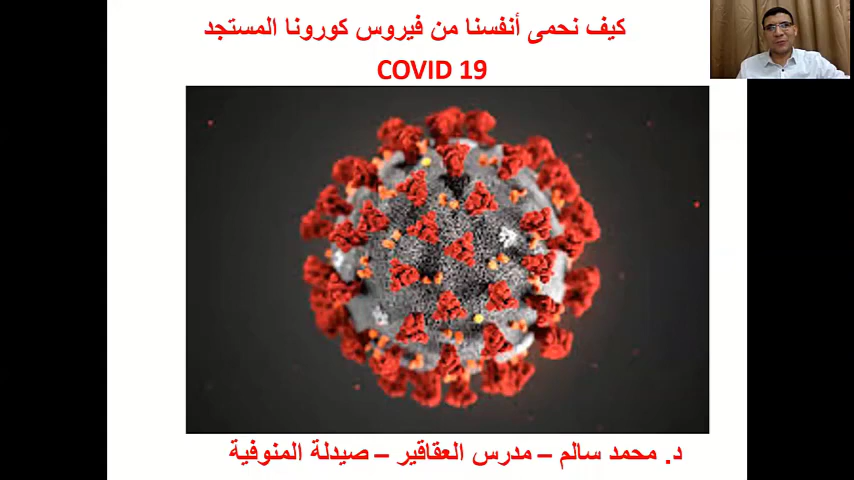 كيف نحمى أنفسنا من فيروس كورونا المستجد
COVID 19
د. محمد سالم – مدرس العقاقير – صيدلة المنوفية